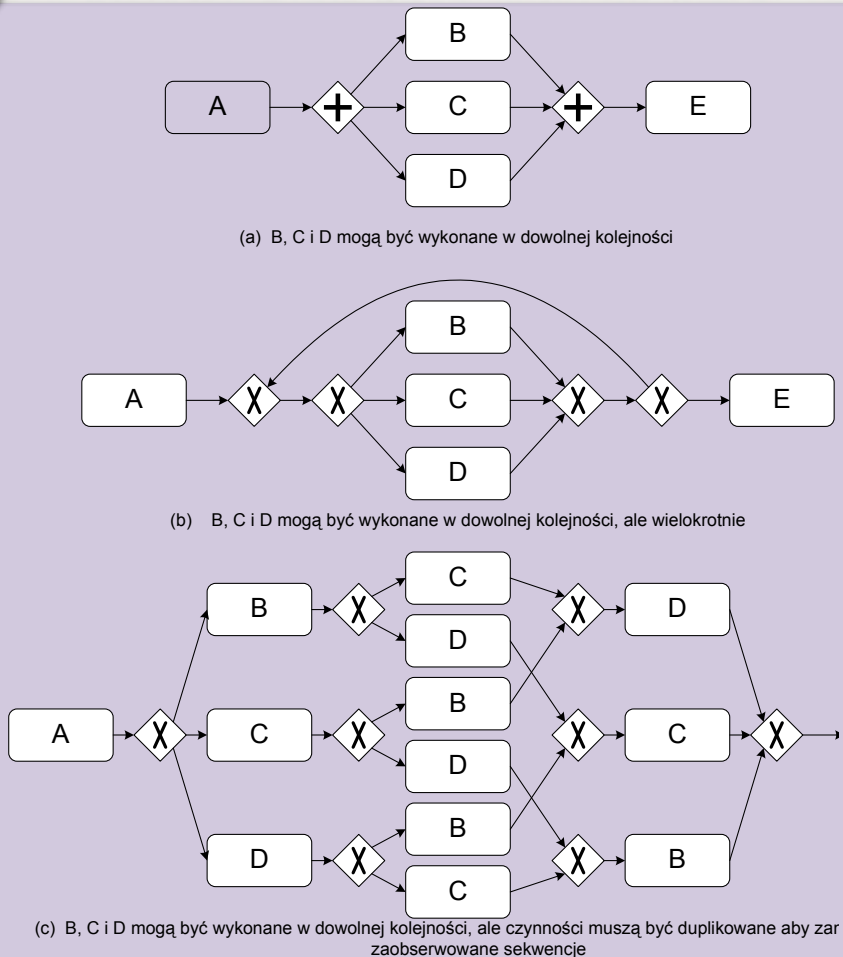 B
A
C
E
D
(a) B, C i D mogą być wykonane w dowolnej kolejności
B
A
X
X
C
X
X
E
D
(b) B, C i D mogą być wykonane w dowolnej kolejności, ale wielokrotnie
C
B
X
X
D
D
B
A
X
C
X
X
C
X
D
B
D
X
X
B
C
(c) B, C i D mogą być wykonane w dowolnej kolejności, ale czynności muszą być duplikowane aby zar
zaobserwowane sekwencje